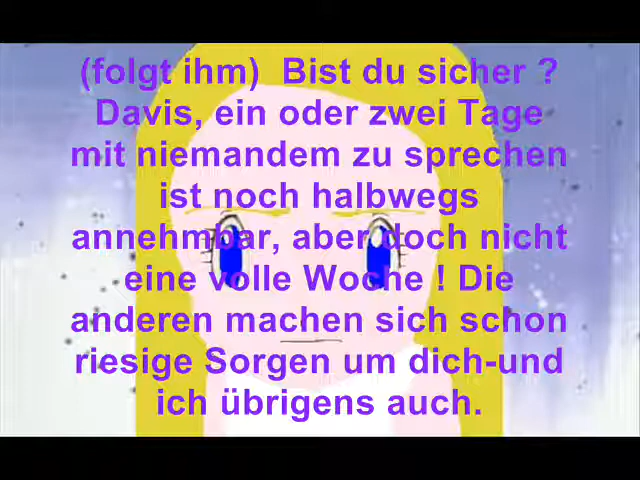 (folgt ihm)  Bist du sicher ?
Davis, ein oder zwei Tage
mit niemandem zu sprechen
ist noch halbwegs
annehmbar, aber doch nicht
eine volle Woche ! Die
anderen machen sich schon
riesige Sorgen um dich-und
ich übrigens auch.